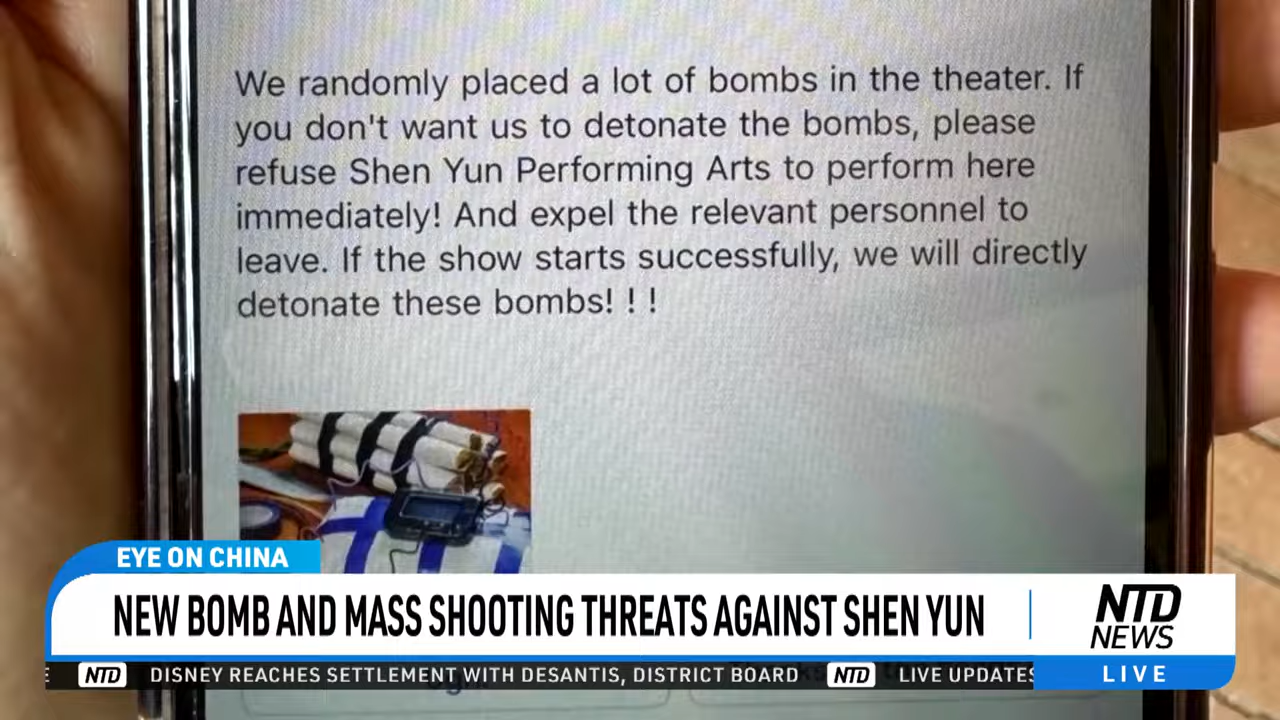 We randomly placed a lot of bombs in the theater. If
you don't want us to detonate the bombs, please
refuse Shen Yun Performing Arts to perform here
immediately! And expel the relevant personnel to
leave. If the show starts successfully, we will directly
detonate these bombs! ! !
EYE ON CHINA
NEW BOMB AND MASS SHOOTING THREATS AGAINST SHEN YUN
NTD
NEWS
LIVE
NTD DISNEY REACHES SETTLEMENT WITH DESANTIS, DISTRICT BOARD NTD LIVE UPDATES